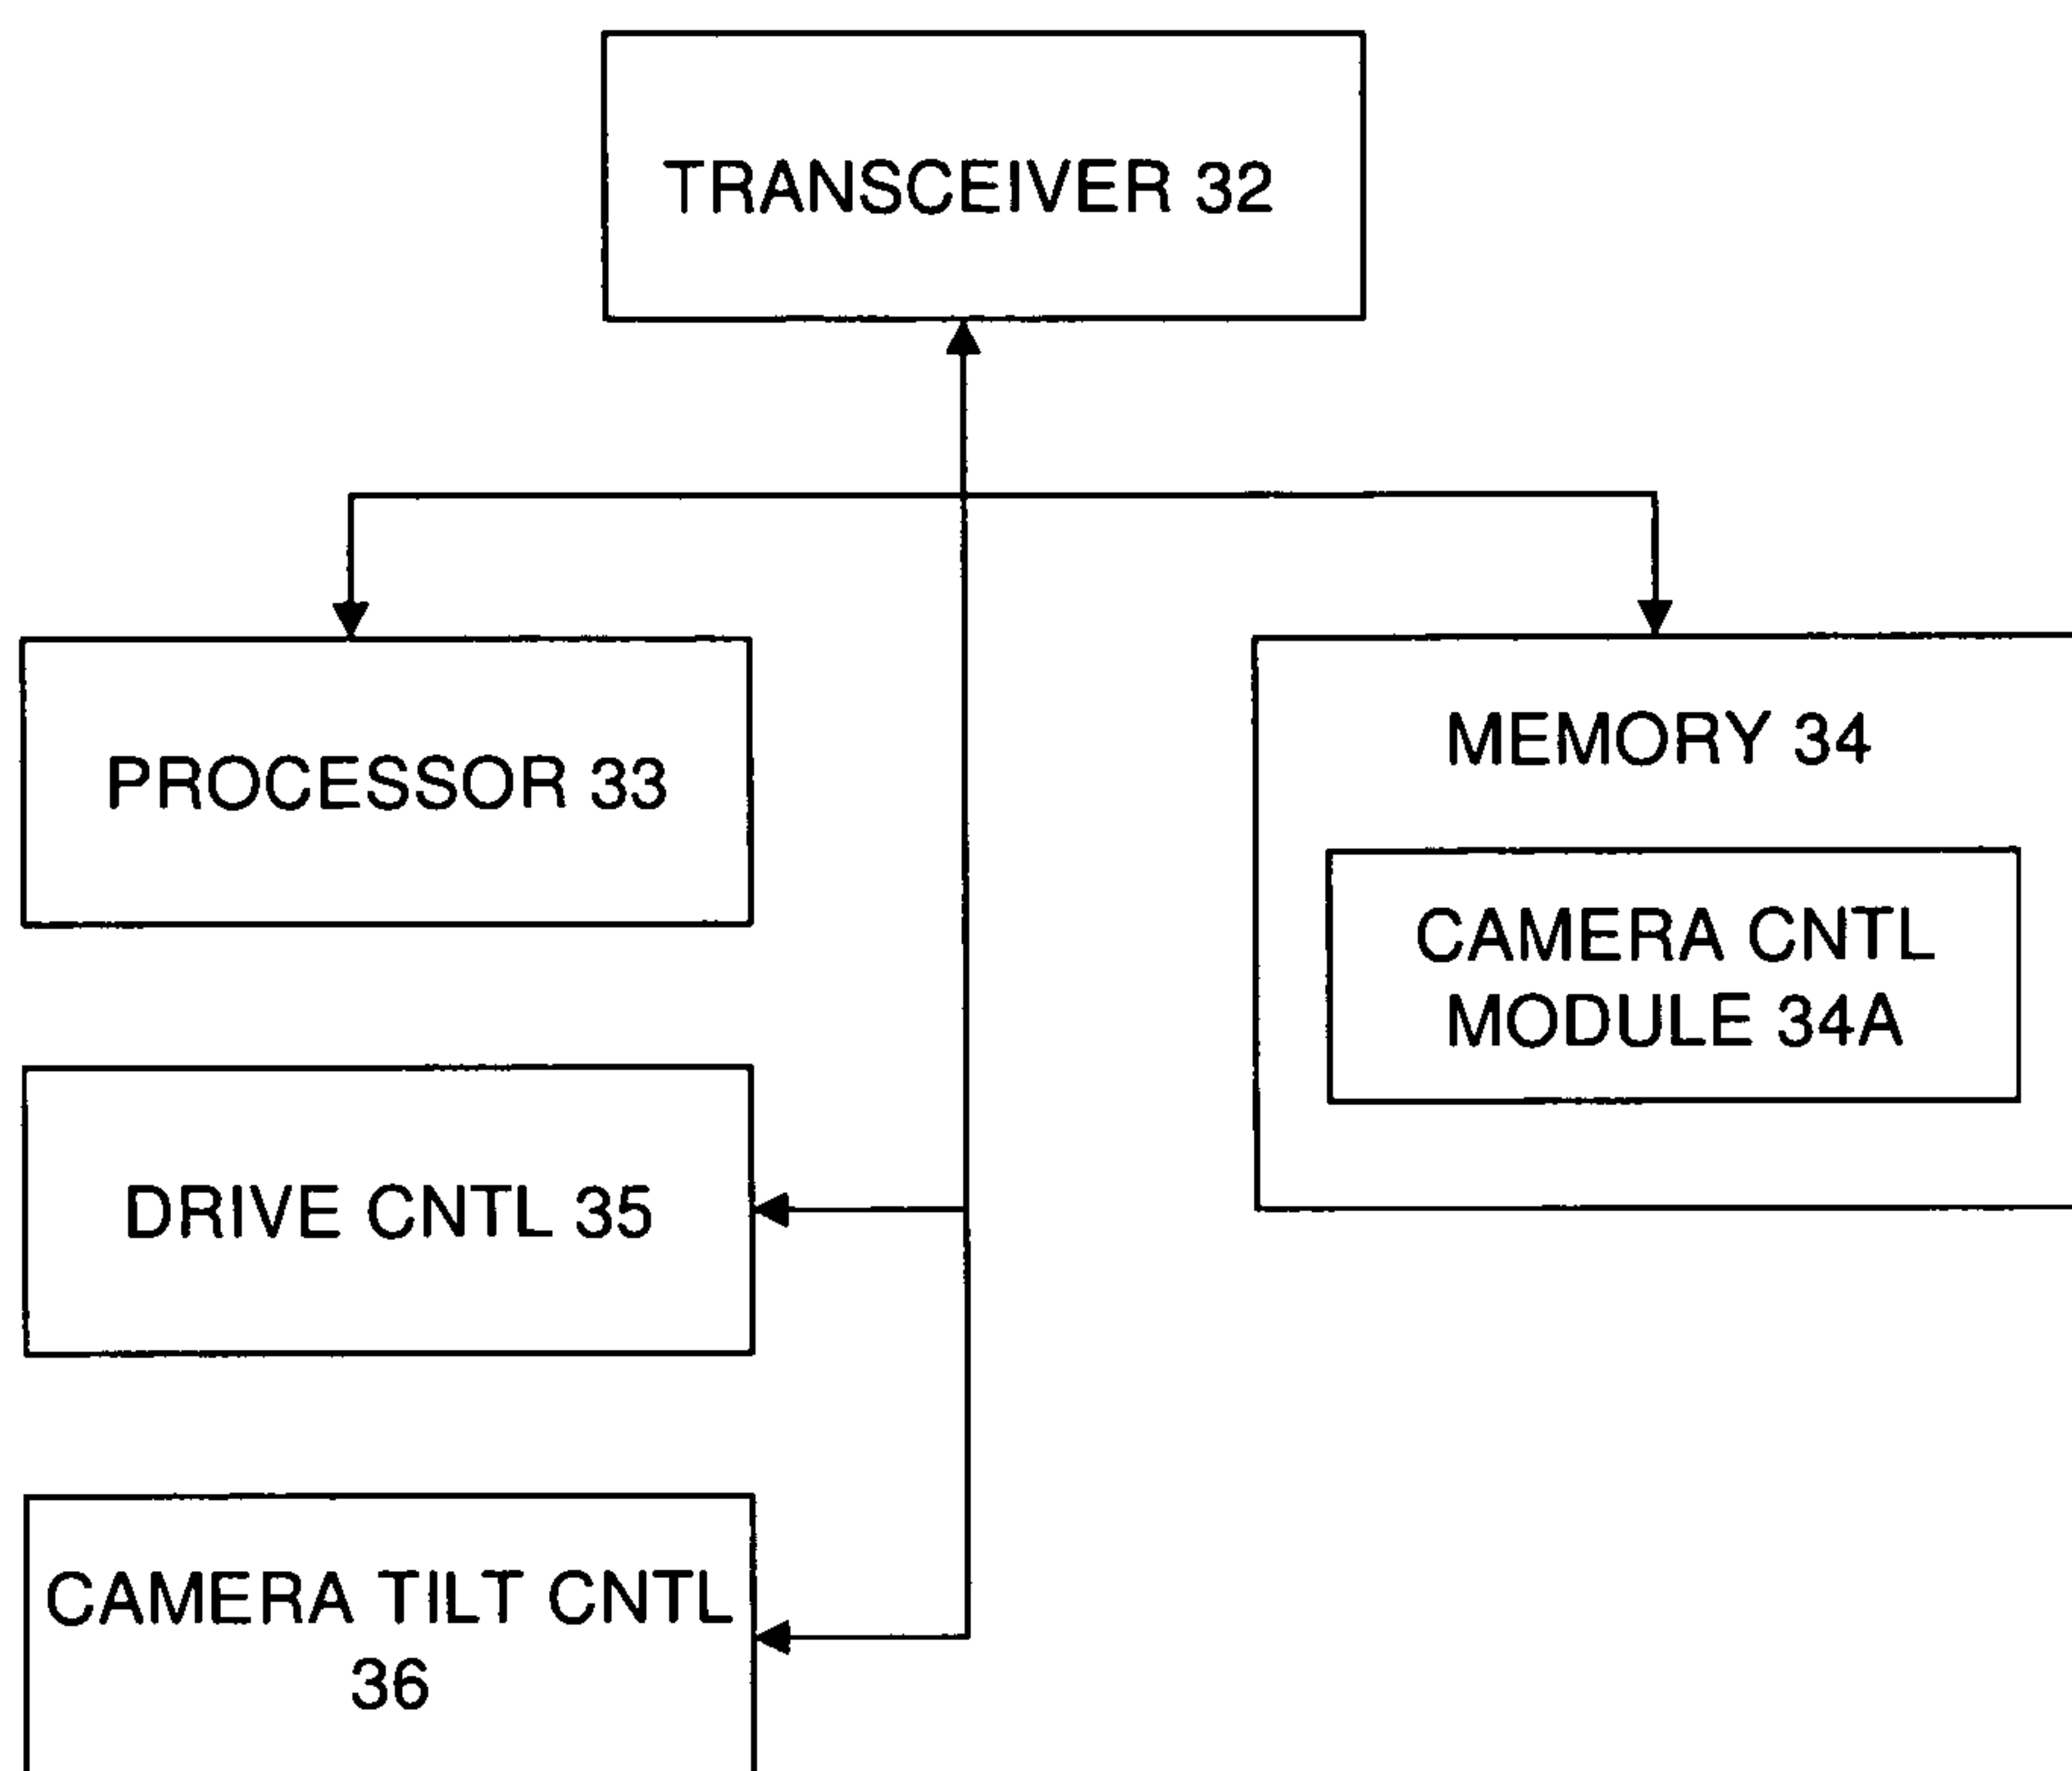 TRANSCEIVER 32
PROCESSOR 33
MEMORY 34
CAMERA CNTL
MODULE 34A
DRIVE CNTL 35
CAMERA TILT CNTL
36